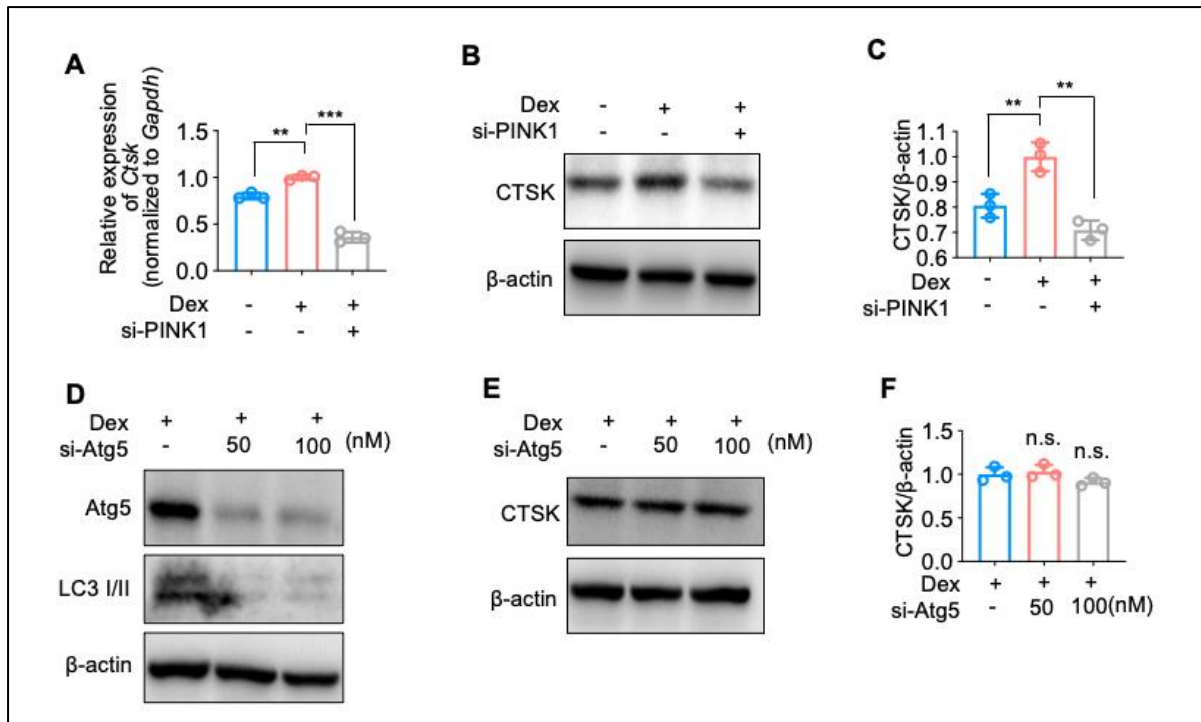 A
Relative expression
of Ctsk
(normalized to Gapdh)
1.5
1.0
0.5
0.0
**
***
Dex - + +
si-PINK1 - - +
B
Dex - + +
si-PINK1 - - +
CTSK
β-actin
C
CTSK/β-actin
1.1
1.0
0.9
0.8
0.7
0.6
**
**
Dex - + +
si-PINK1 - - +
D
Dex + + +
si-Atg5 - 50 100 (nM)
Atg5
LC3 I/II
β-actin
E
Dex + + +
si-Atg5 - 50 100 (nM)
CTSK
β-actin
F
CTSK/β-actin
1.5
1.0
0.5
0.0
n.s.
n.s.
Dex + + +
si-Atg5 - 50 100(nM)